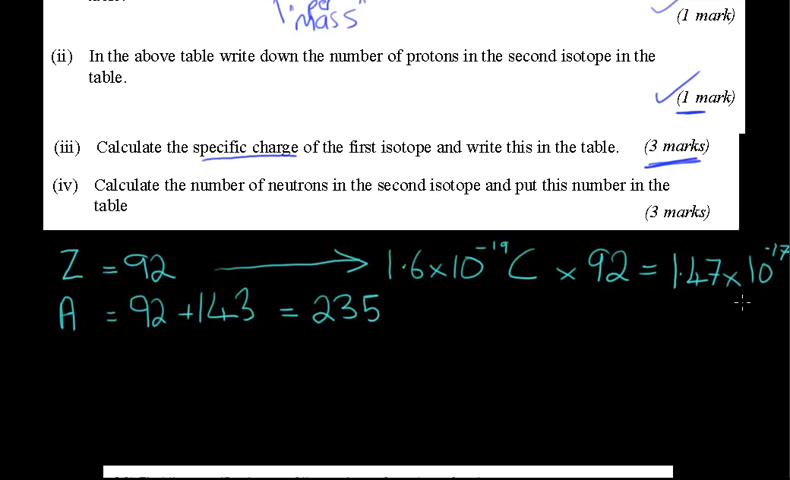 "per
mass"
(1 mark)
(ii) In the above table write down the number of protons in the second isotope in the
table.
(1 mark)
(iii) Calculate the specific charge of the first isotope and write this in the table. (3 marks)
(iv) Calculate the number of neutrons in the second isotope and put this number in the
table
(3 marks)
Z = 92 → 1.6×10⁻¹⁹ C × 92 = 1.47×10⁻¹⁷
A = 92 + 143 = 235